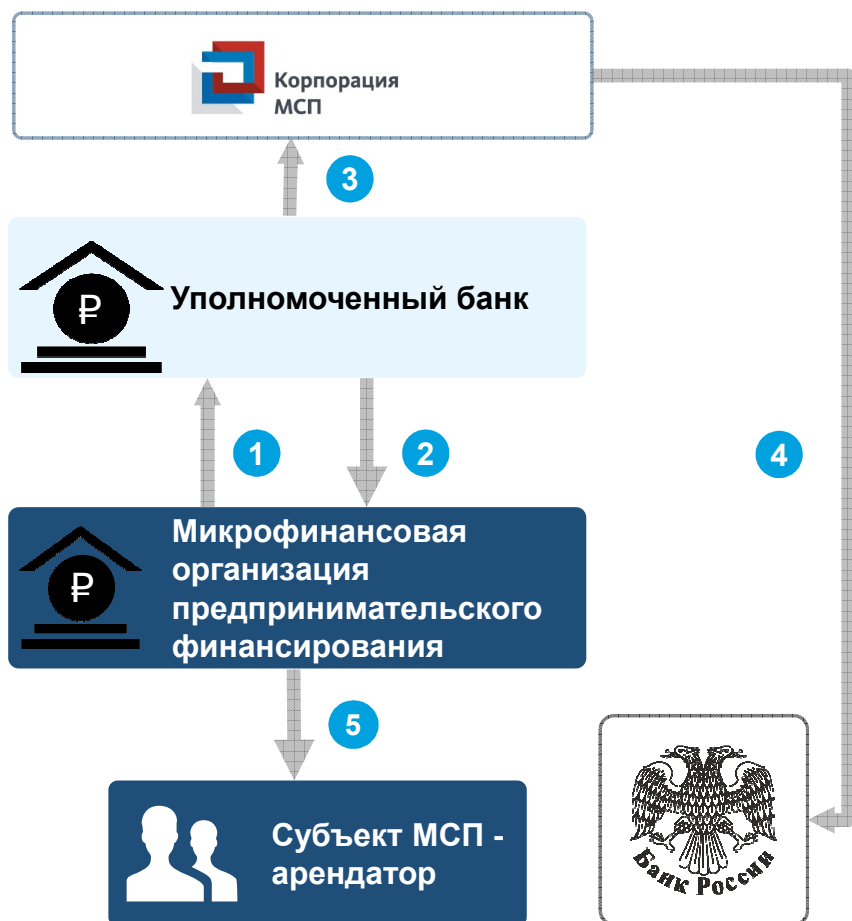 Корпорация
МСП
3
₽
Уполномоченный банк
1
2
4
₽
Микрофинансовая
организация
предпринимательского
финансирования
5
Субъект МСП -
арендатор
Банк России